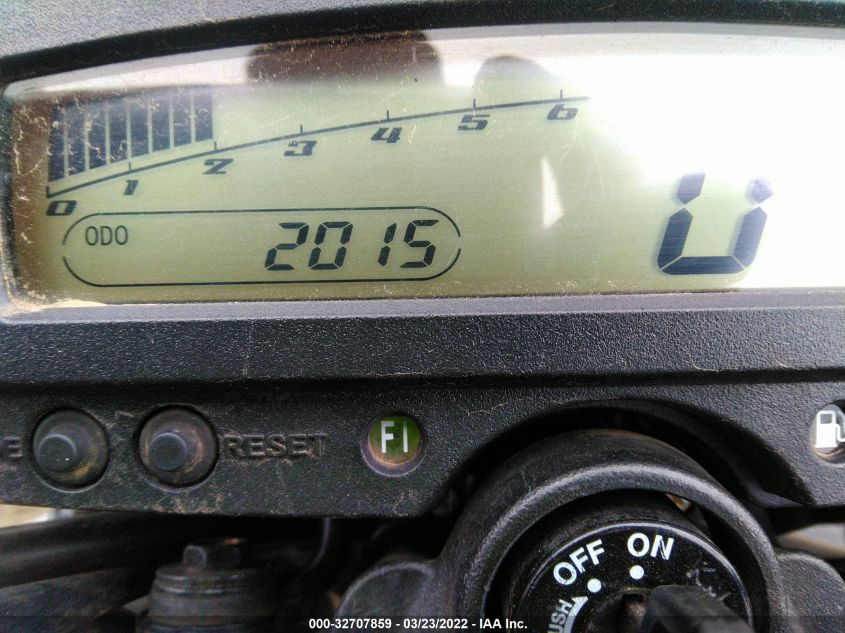 0 1 2 3 4 5 6
ODO 2015
RESET
FI
OFF ON
000-32707859 - 03/23/2022 - IAA Inc.